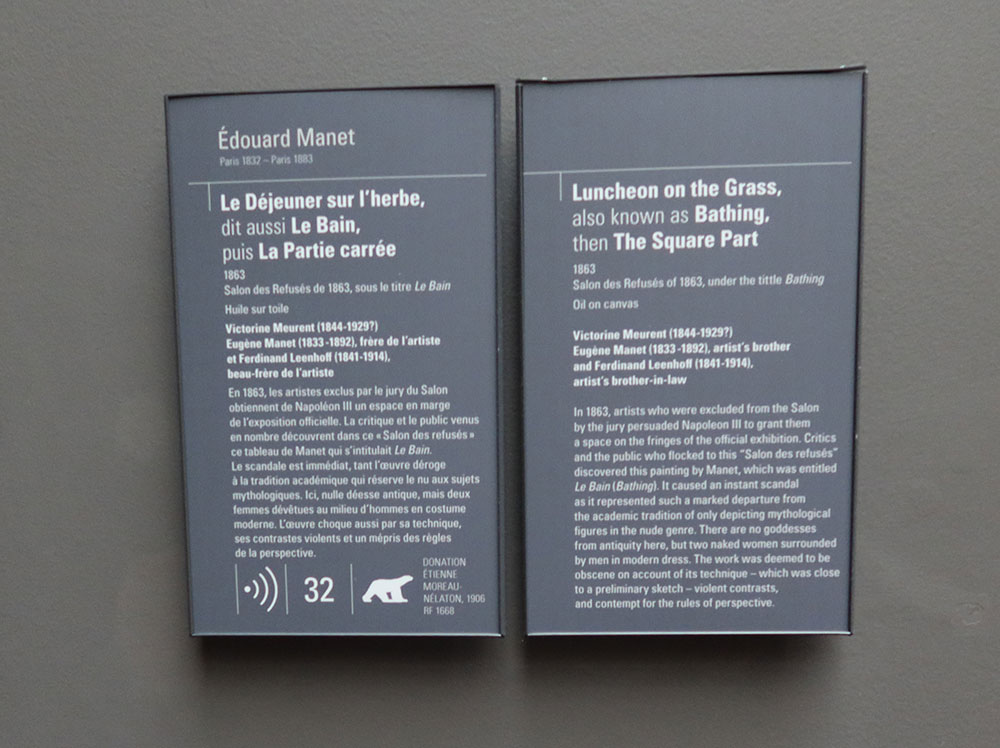 Édouard Manet
Paris 1832 – Paris 1883
Le Déjeuner sur l'herbe,
dit aussi Le Bain,
puis La Partie carrée
1863
Salon des Refusés de 1863, sous le titre Le Bain
Huile sur toile
Victorine Meurent (1844-1929?)
Eugène Manet (1833-1892), frère de l'artiste
et Ferdinand Leenhoff (1841-1914),
beau-frère de l'artiste
En 1863, les artistes exclus par le jury du Salon
obtiennent de Napoléon III un espace en marge
de l'exposition officielle. La critique et le public venus
en nombre découvrent dans ce « Salon des refusés »
ce tableau de Manet qui s'intitulait Le Bain.
Le scandale est immédiat, tant l'œuvre déroge
à la tradition académique qui réserve le nu aux sujets
mythologiques. Ici, nulle déesse antique, mais deux
femmes dévêtues au milieu d'hommes en costume
moderne. L'œuvre choque aussi par sa technique,
ses contrastes violents et un mépris des règles
de la perspective.
32
DONATION
ÉTIENNE
MOREAU-
NÉLATON, 1906
RF 1668
Luncheon on the Grass,
also known as Bathing,
then The Square Part
1863
Salon des Refusés of 1863, under the tittle Bathing
Oil on canvas
Victorine Meurent (1844-1929?)
Eugène Manet (1833-1892), artist's brother
and Ferdinand Leenhoff (1841-1914),
artist's brother-in-law
In 1863, artists who were excluded from the Salon
by the jury persuaded Napoleon III to grant them
a space on the fringes of the official exhibition. Critics
and the public who flocked to this "Salon des refusés"
discovered this painting by Manet, which was entitled
Le Bain (Bathing). It caused an instant scandal
as it represented such a marked departure from
the academic tradition of only depicting mythological
figures in the nude genre. There are no goddesses
from antiquity here, but two naked women surrounded
by men in modern dress. The work was deemed to be
obscene on account of its technique – which was close
to a preliminary sketch – violent contrasts,
and contempt for the rules of perspective.